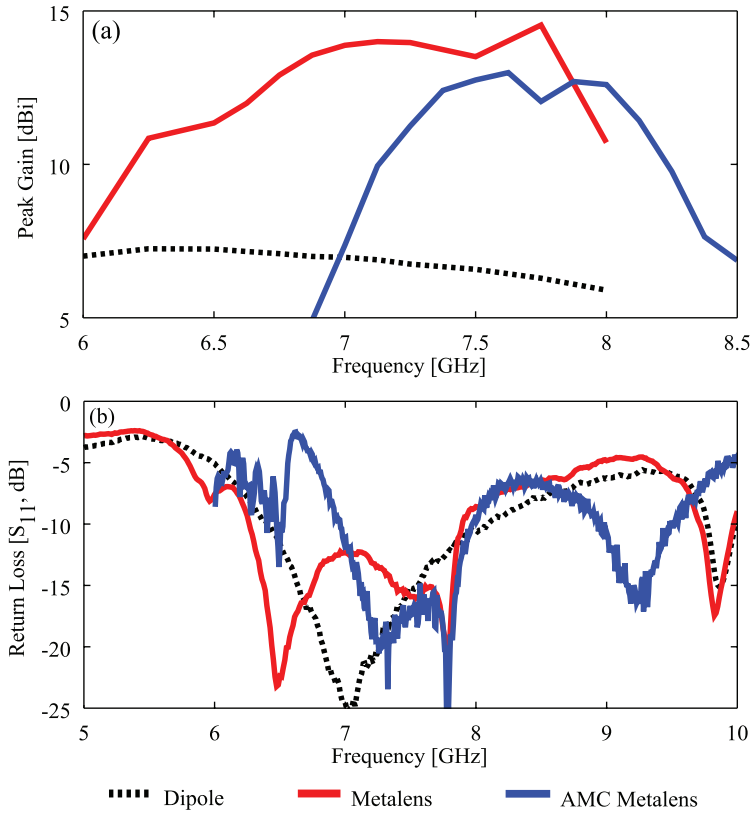 (a)
Peak Gain [dBi]
15
10
5
6
6.5
7
7.5
8
8.5
Frequency [GHz]
(b)
Return Loss [S11, dB]
0
-5
-10
-15
-20
-25
5
6
7
8
9
10
Frequency [GHz]
Dipole
Metalens
AMC Metalens